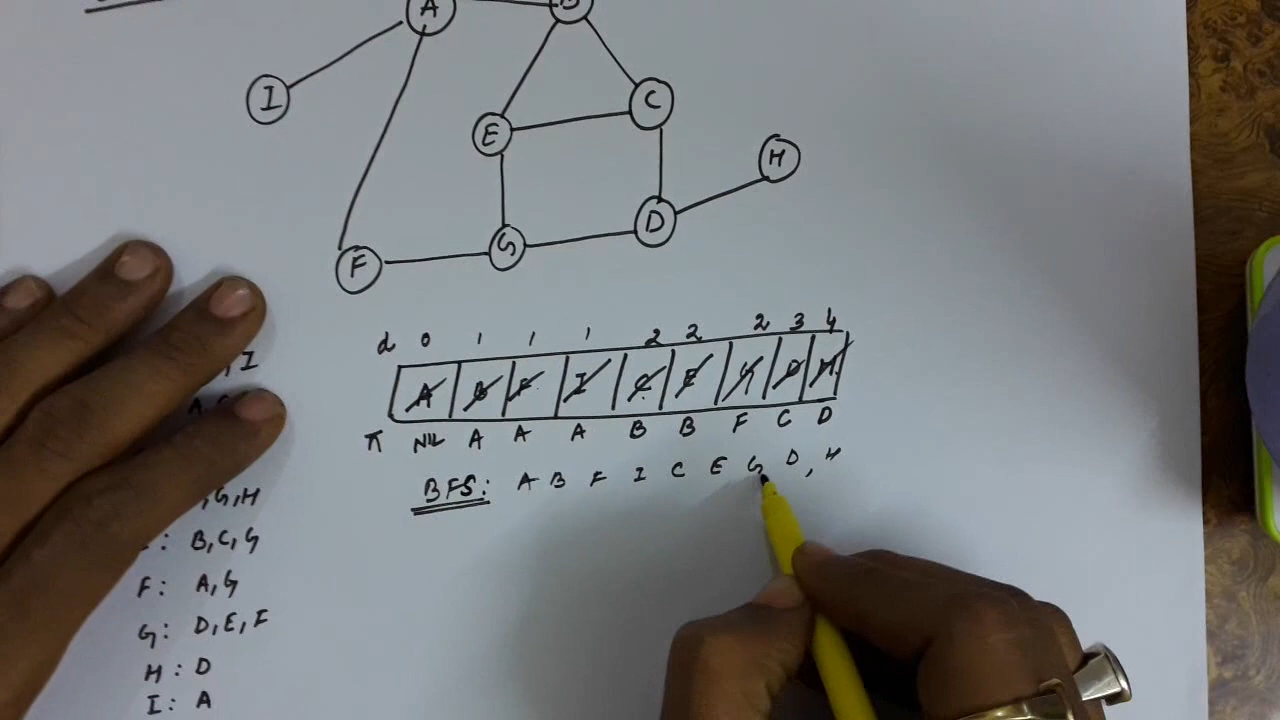 A B
I
C
E
H
D
G
F
d 0 1 1 1 2 2 2 3 4
, I
A B F I C E G D H
π NIL A A A B B F C D
BFS: A B F I C E G D , H
, G, H
: B, C, G
F: A, G
G: D, E, F
H: D
I: A